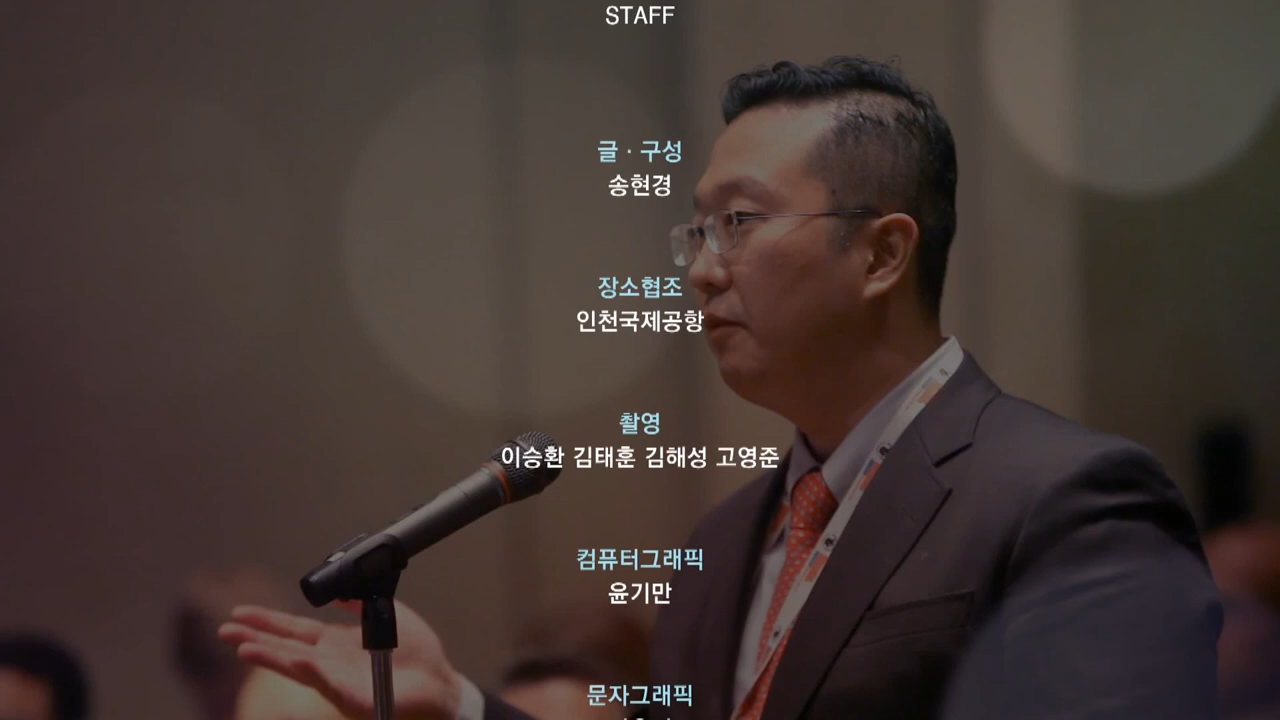 STAFF
글 · 구성
송현경
장소협조
인천국제공항
촬영
이승환 김태훈 김해성 고영준
컴퓨터그래픽
윤기만
문자그래픽